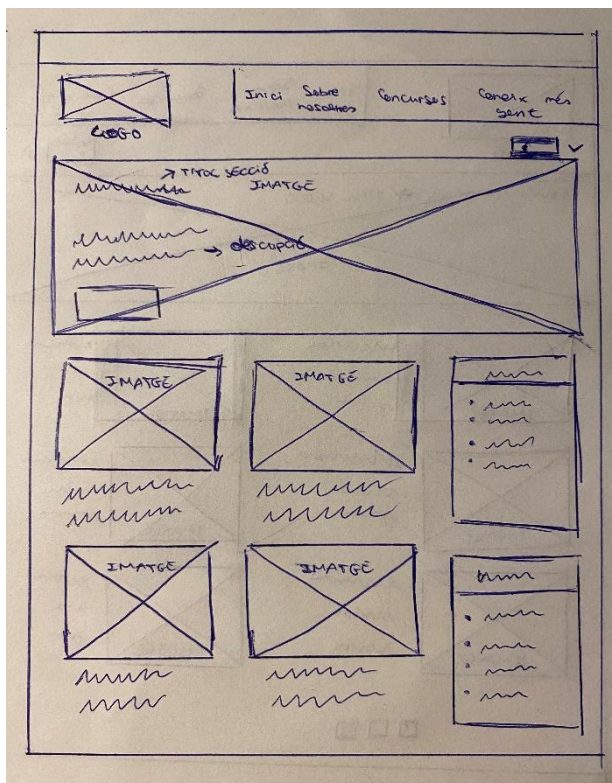 Inici Sobre nosaltres Concursos Coneix més
gent
LOGO
→ TÍTOL SECCIÓ
IMATGE
→ descripció
IMATGE IMATGE
IMATGE IMATGE